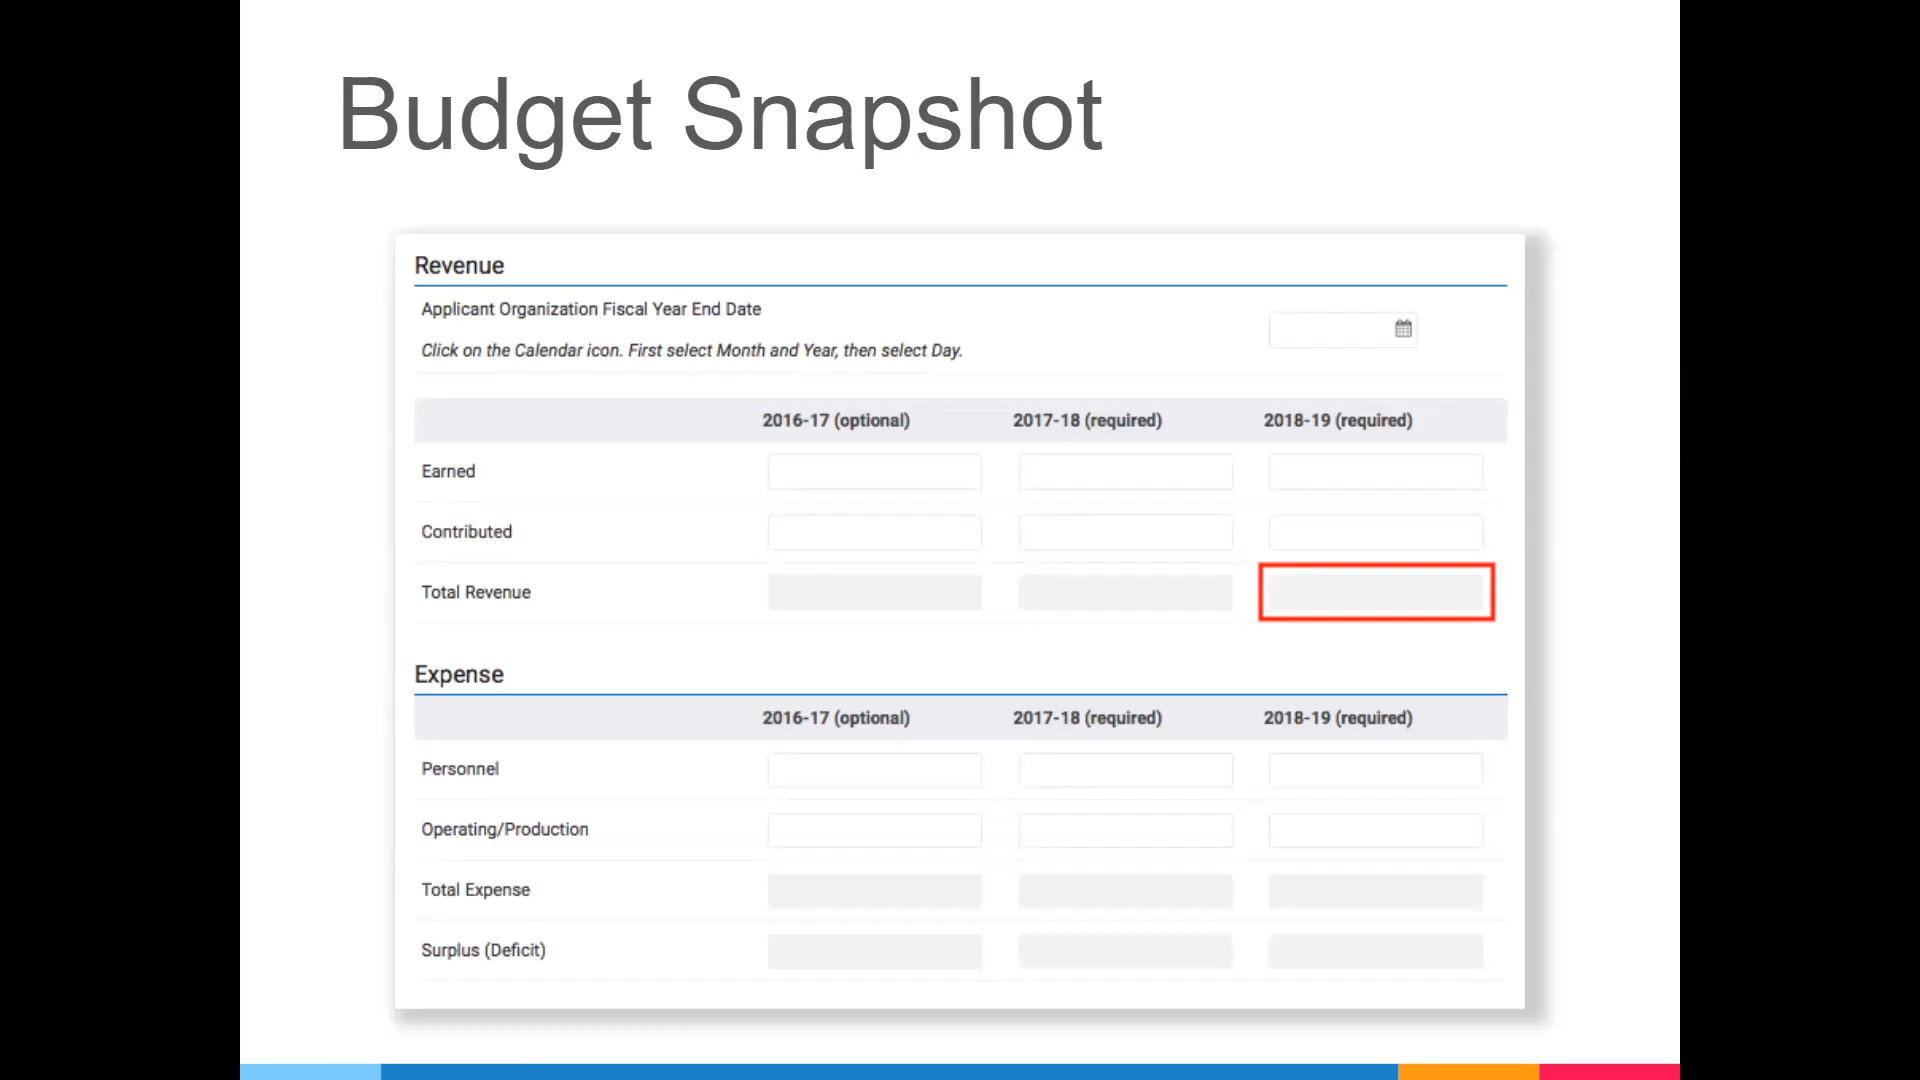 Budget Snapshot
Revenue
Applicant Organization Fiscal Year End Date
Click on the Calendar icon. First select Month and Year, then select Day.
2016-17 (optional) 2017-18 (required) 2018-19 (required)
Earned
Contributed
Total Revenue
Expense
2016-17 (optional) 2017-18 (required) 2018-19 (required)
Personnel
Operating/Production
Total Expense
Surplus (Deficit)